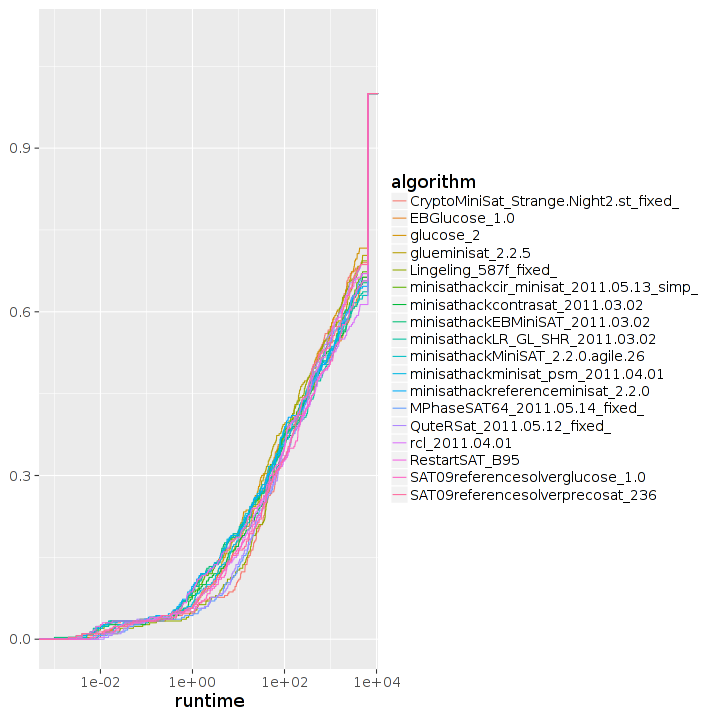 0.9
0.6
0.3
0.0
1e-02 1e+00 1e+02 1e+04
runtime
algorithm
CryptoMiniSat_Strange.Night2.st_fixed_
EBGlucose_1.0
glucose_2
glueminisat_2.2.5
Lingeling_587f_fixed_
minisathackcir_minisat_2011.05.13_simp_
minisathackcontrasat_2011.03.02
minisathackEBMiniSAT_2011.03.02
minisathackLR_GL_SHR_2011.03.02
minisathackMiniSAT_2.2.0.agile.26
minisathackminisat_psm_2011.04.01
minisathackreferenceminisat_2.2.0
MPhaseSAT64_2011.05.14_fixed_
QuteRSat_2011.05.12_fixed_
rcl_2011.04.01
RestartSAT_B95
SAT09referencesolverglucose_1.0
SAT09referencesolverprecosat_236